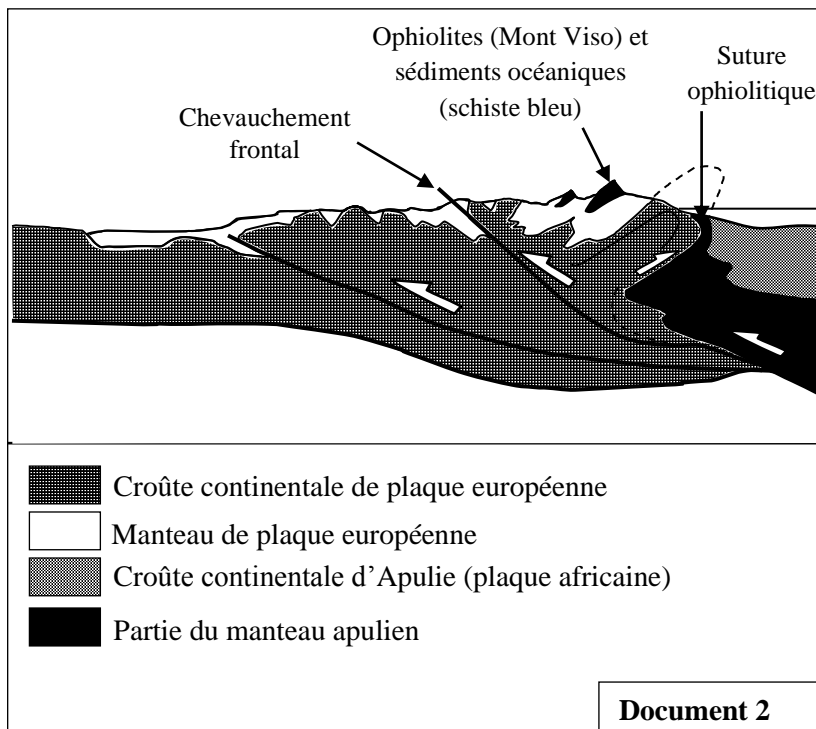 Ophiolites (Mont Viso) et
sédiments océaniques
(schiste bleu)
Suture
ophiolitique
Chevauchement
frontal
Croûte continentale de plaque européenne
Manteau de plaque européenne
Croûte continentale d’Apulie (plaque africaine)
Partie du manteau apulien
Document 2